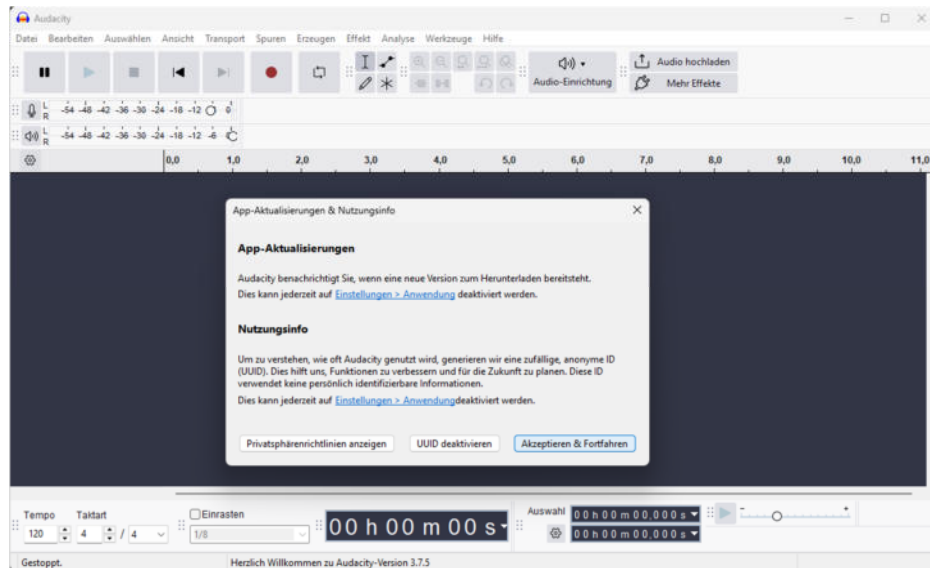 Audacity
Datei Bearbeiten Auswählen Ansicht Transport Spuren Erzeugen Effekt Analyse Werkzeuge Hilfe
Audio-Einrichtung
Audio hochladen
Mehr Effekte
L R -54 -48 -42 -36 -30 -24 -18 -12 0
L R -54 -48 -42 -36 -30 -24 -18 -12 -6
0,0 1,0 2,0 3,0 4,0 5,0 6,0 7,0 8,0 9,0 10,0 11,0
App-Aktualisierungen & Nutzungsinfo
App-Aktualisierungen
Audacity benachrichtigt Sie, wenn eine neue Version zum Herunterladen bereitsteht.
Dies kann jederzeit auf Einstellungen > Anwendung deaktiviert werden.
Nutzungsinfo
Um zu verstehen, wie oft Audacity genutzt wird, generieren wir eine zufällige, anonyme ID
(UUID). Dies hilft uns, Funktionen zu verbessern und für die Zukunft zu planen. Diese ID
verwendet keine persönlich identifizierbare Informationen.
Dies kann jederzeit auf Einstellungen > Anwendungdeaktiviert werden.
Privatsphärenrichtlinien anzeigen UUID deaktivieren Akzeptieren & Fortfahren
Tempo Taktart Einrasten Auswahl
120 4 / 4 1/8
00 h 00 m 00 s
00 h 00 m 00,000 s
00 h 00 m 00,000 s
Gestoppt. Herzlich Willkommen zu Audacity-Version 3.7.5